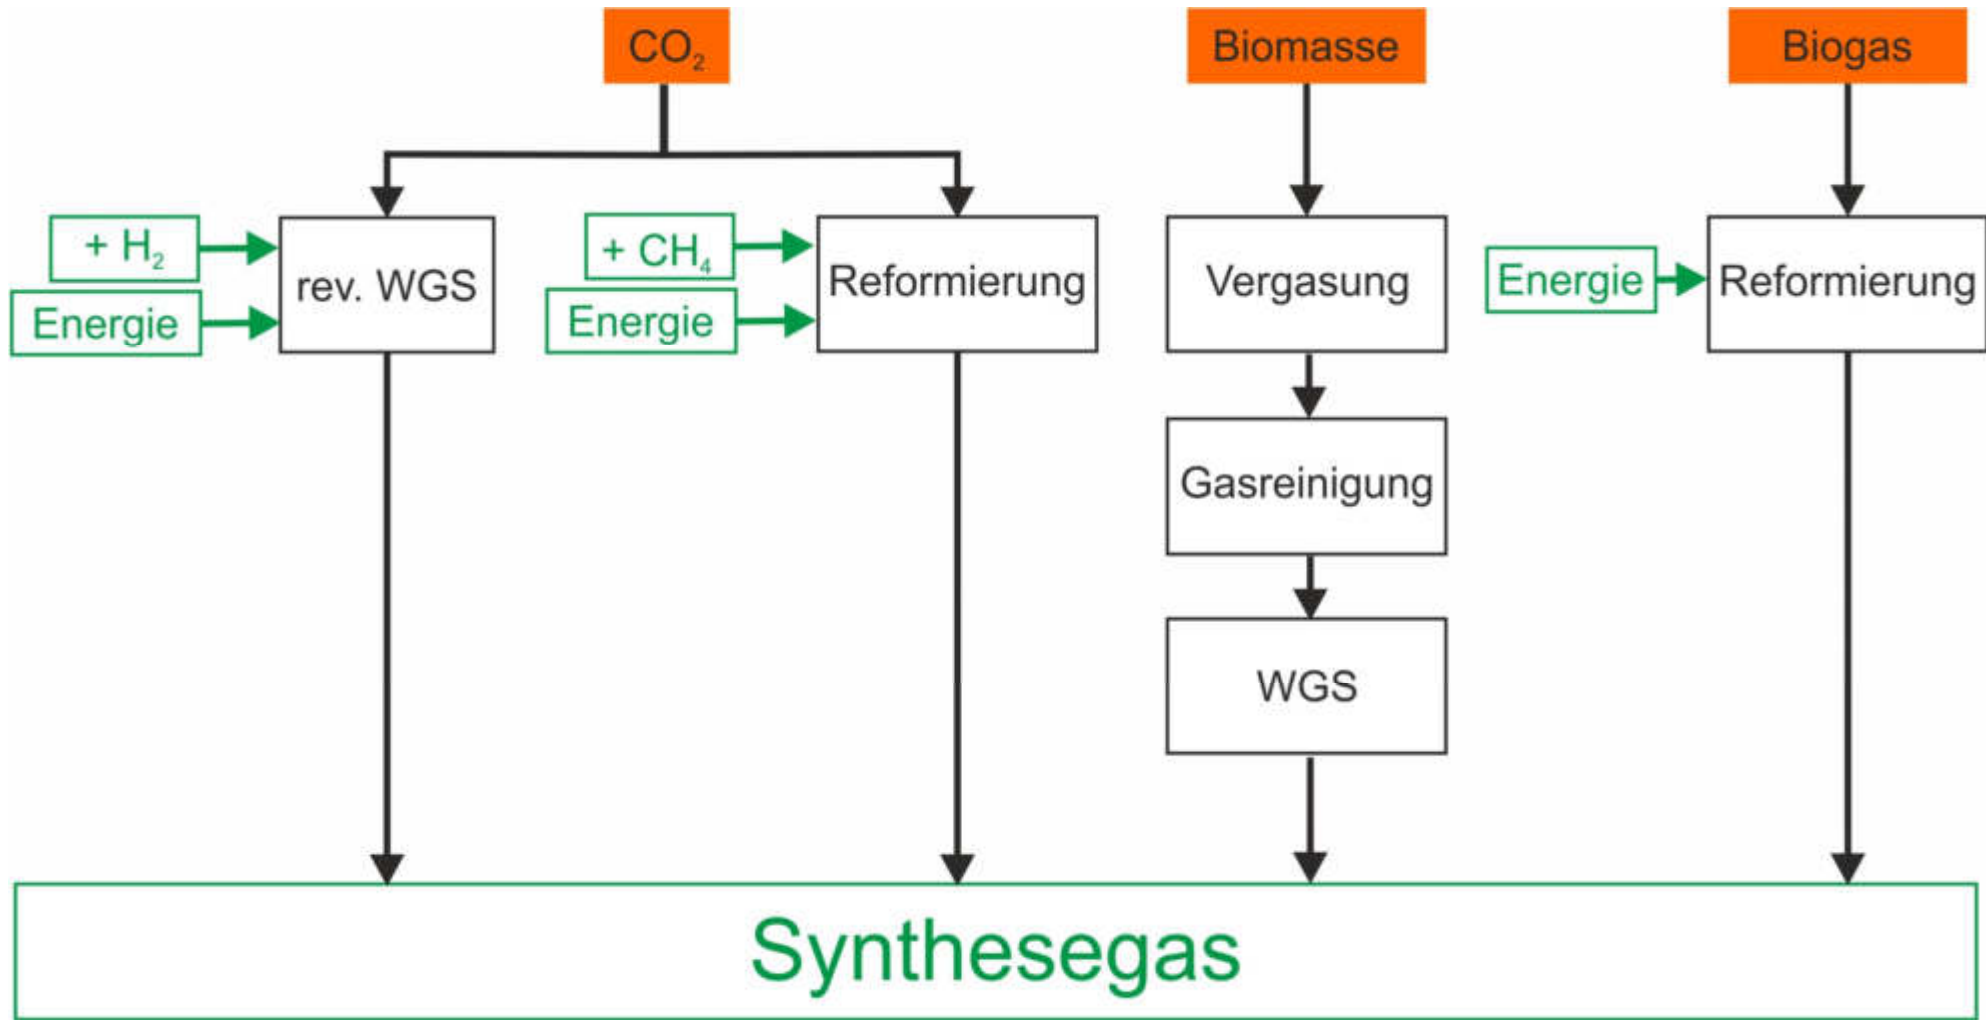 CO₂
Biomasse
Biogas
+ H₂
Energie
rev. WGS
+ CH₄
Energie
Reformierung
Vergasung
Energie
Reformierung
Gasreinigung
WGS
Synthesegas